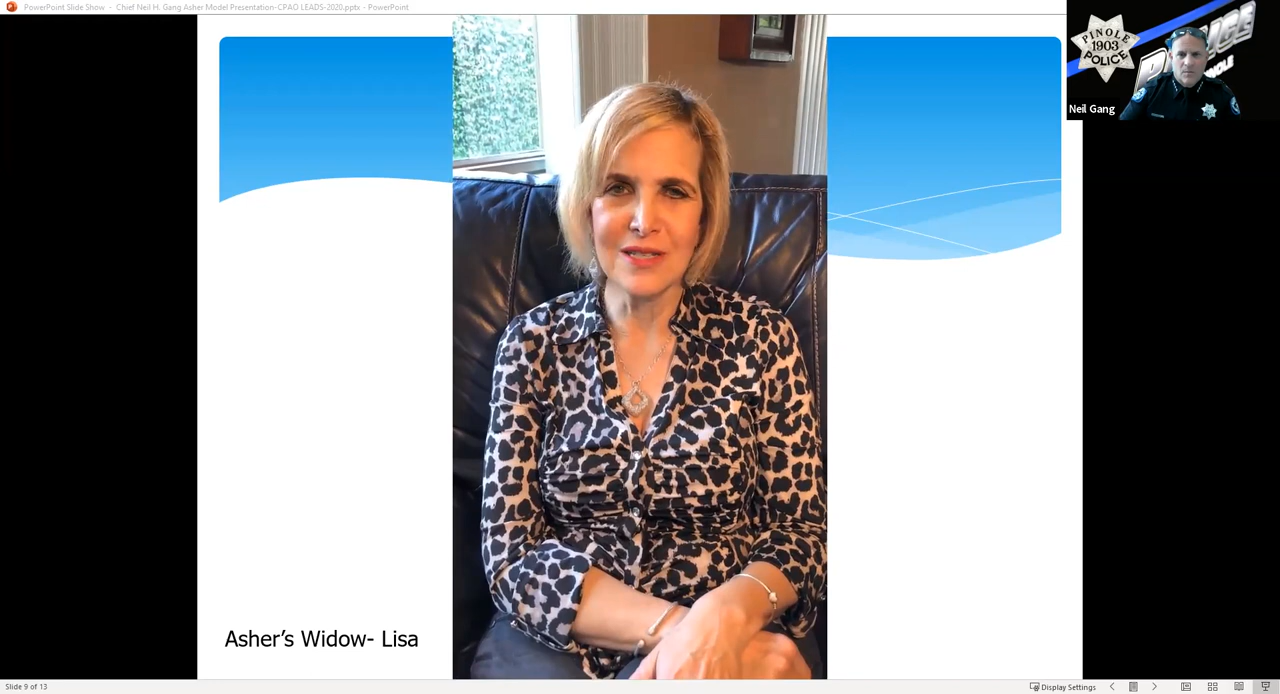 PowerPoint Slide Show - Chief Neil H. Gang Asher Model Presentation-CPAO LEADS-2020.pptx - PowerPoint
PINOLE
1903
POLICE
Neil Gang
Asher's Widow- Lisa
Slide 9 of 13
Display Settings